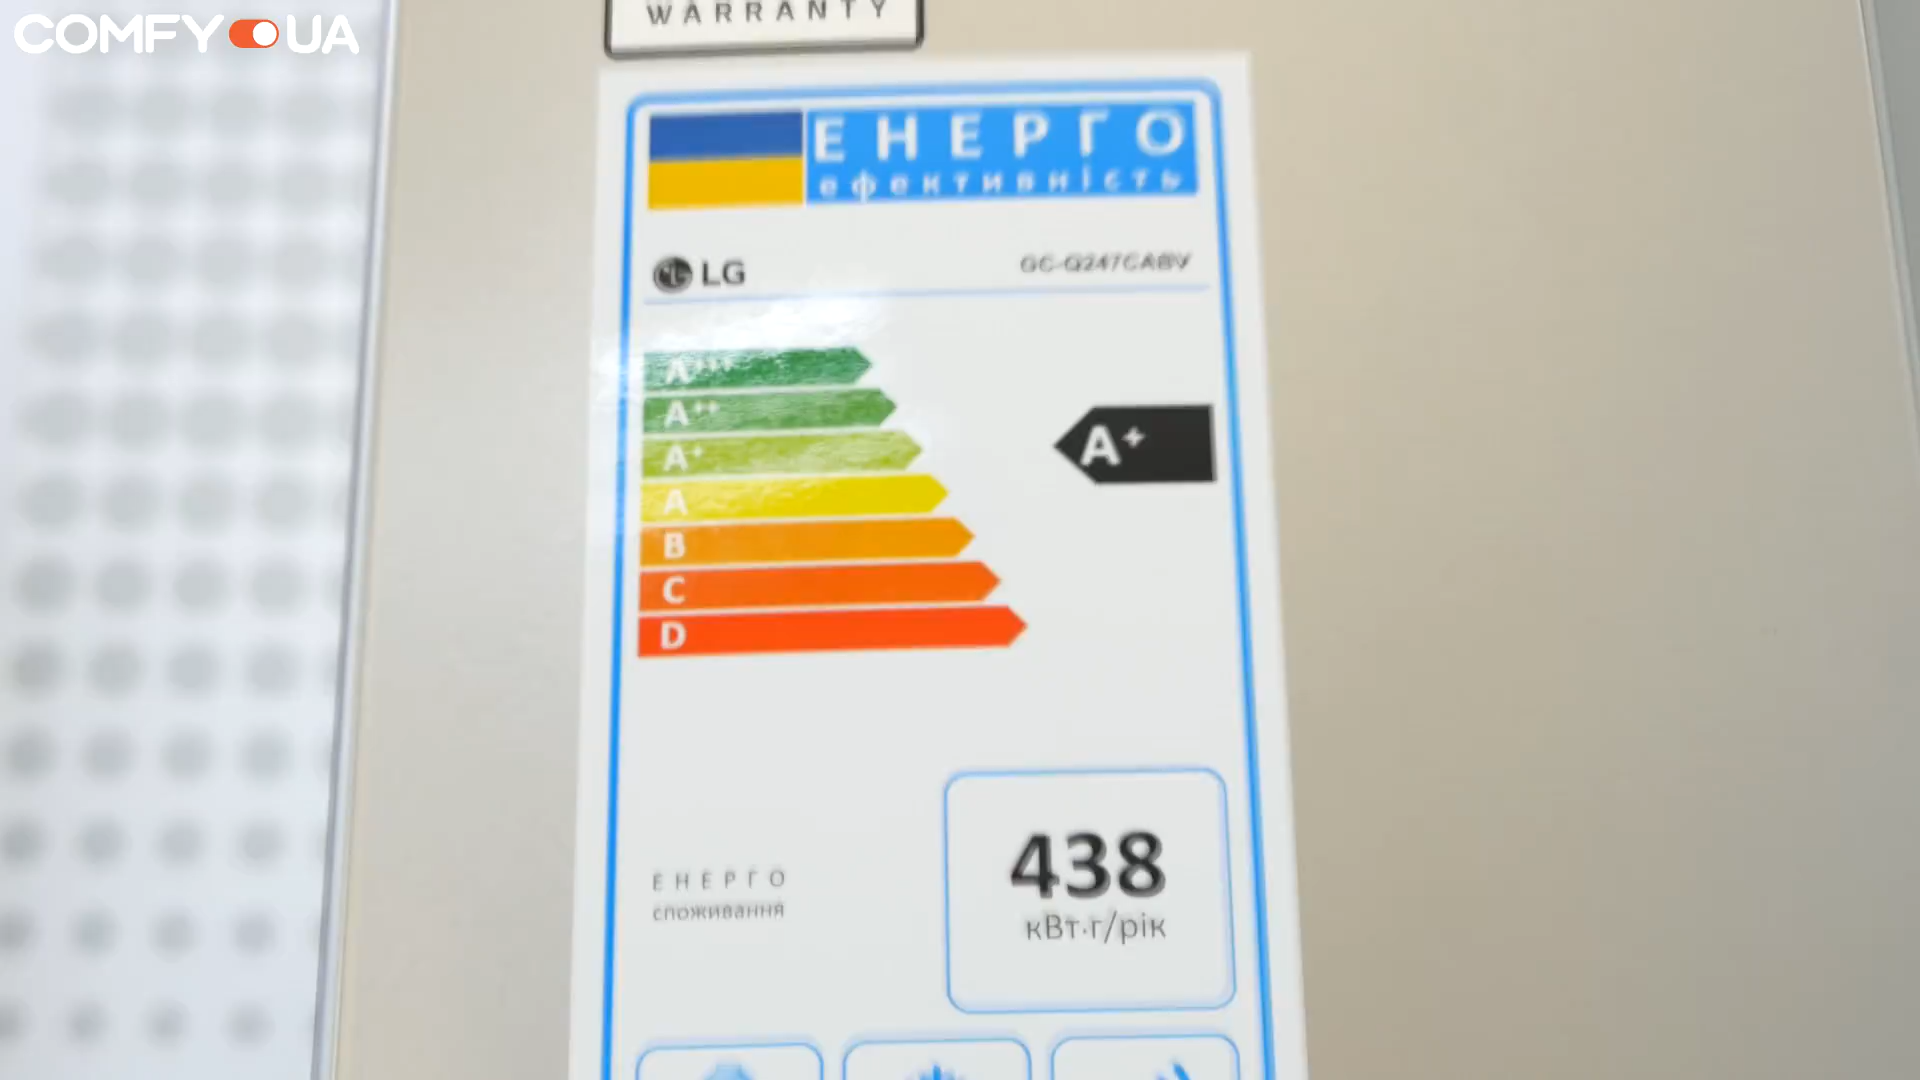 COMFY UA
WARRANTY
ЕНЕРГО
ефективність
LG GC-Q247CABV
A+++
A++
A+
A+
A
B
C
D
438
ЕНЕРГО
споживання
кВт·г/рік